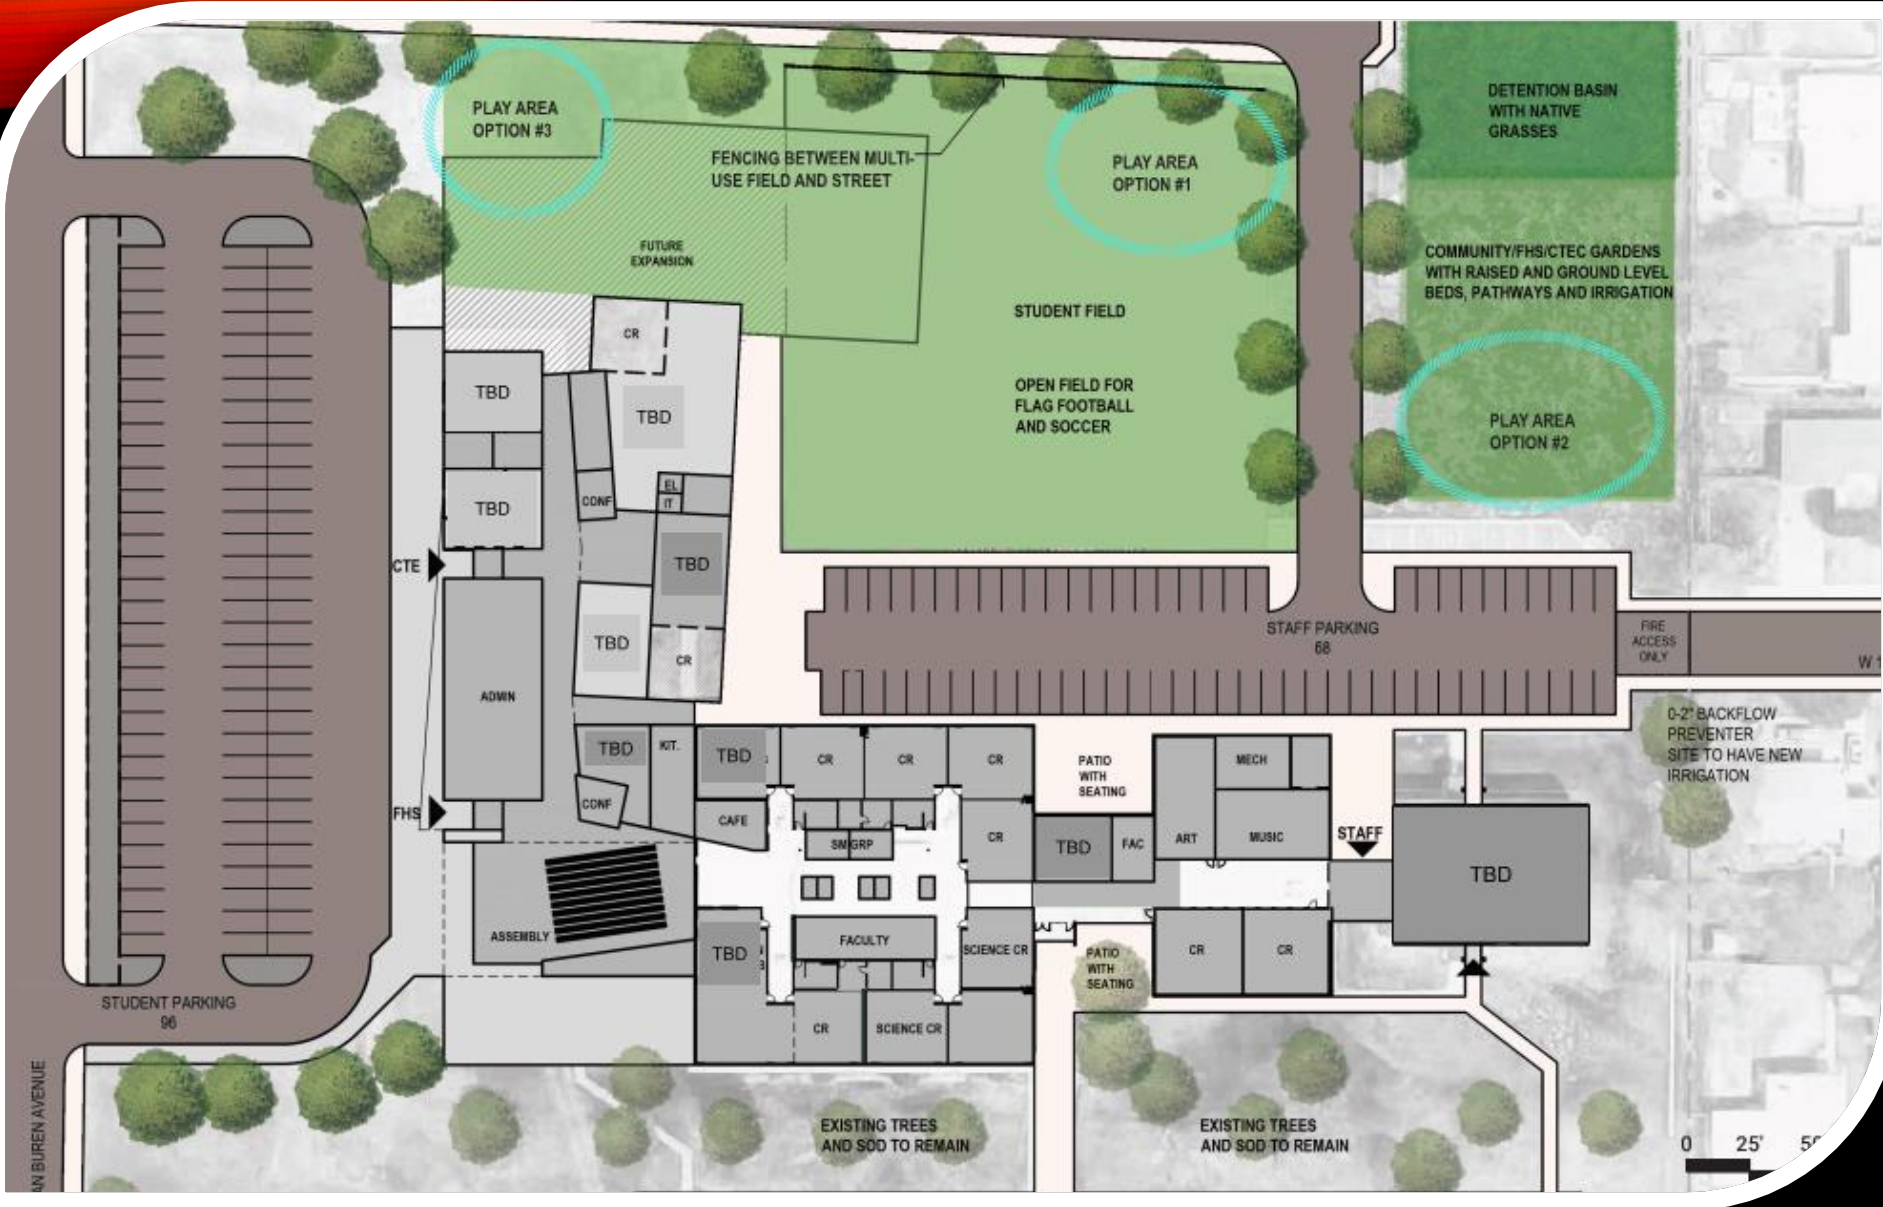 PLAY AREA
OPTION #3
FENCING BETWEEN MULTI-
USE FIELD AND STREET
PLAY AREA
OPTION #1
DETENTION BASIN
WITH NATIVE
GRASSES
FUTURE
EXPANSION
COMMUNITY/FHS/CTEC GARDENS
WITH RAISED AND GROUND LEVEL
BEDS, PATHWAYS AND IRRIGATION
STUDENT FIELD
OPEN FIELD FOR
FLAG FOOTBALL
AND SOCCER
PLAY AREA
OPTION #2
CR
TBD
TBD
TBD
CONF
EL
IT
TBD
CTE
TBD
CR
ADMIN
STAFF PARKING
68
FIRE
ACCESS
ONLY
W 1
0-2" BACKFLOW
PREVENTER
SITE TO HAVE NEW
IRRIGATION
TBD
KIT.
TBD
CR
CR
CR
PATIO
WITH
SEATING
MECH
CONF
FHS
CAFE
SM GRP
CR
TBD
FAC
ART
MUSIC
STAFF
TBD
ASSEMBLY
TBD
FACULTY
SCIENCE CR
PATIO
WITH
SEATING
CR
CR
STUDENT PARKING
96
CR
SCIENCE CR
AN BUREN AVENUE
EXISTING TREES
AND SOD TO REMAIN
EXISTING TREES
AND SOD TO REMAIN
0 25'